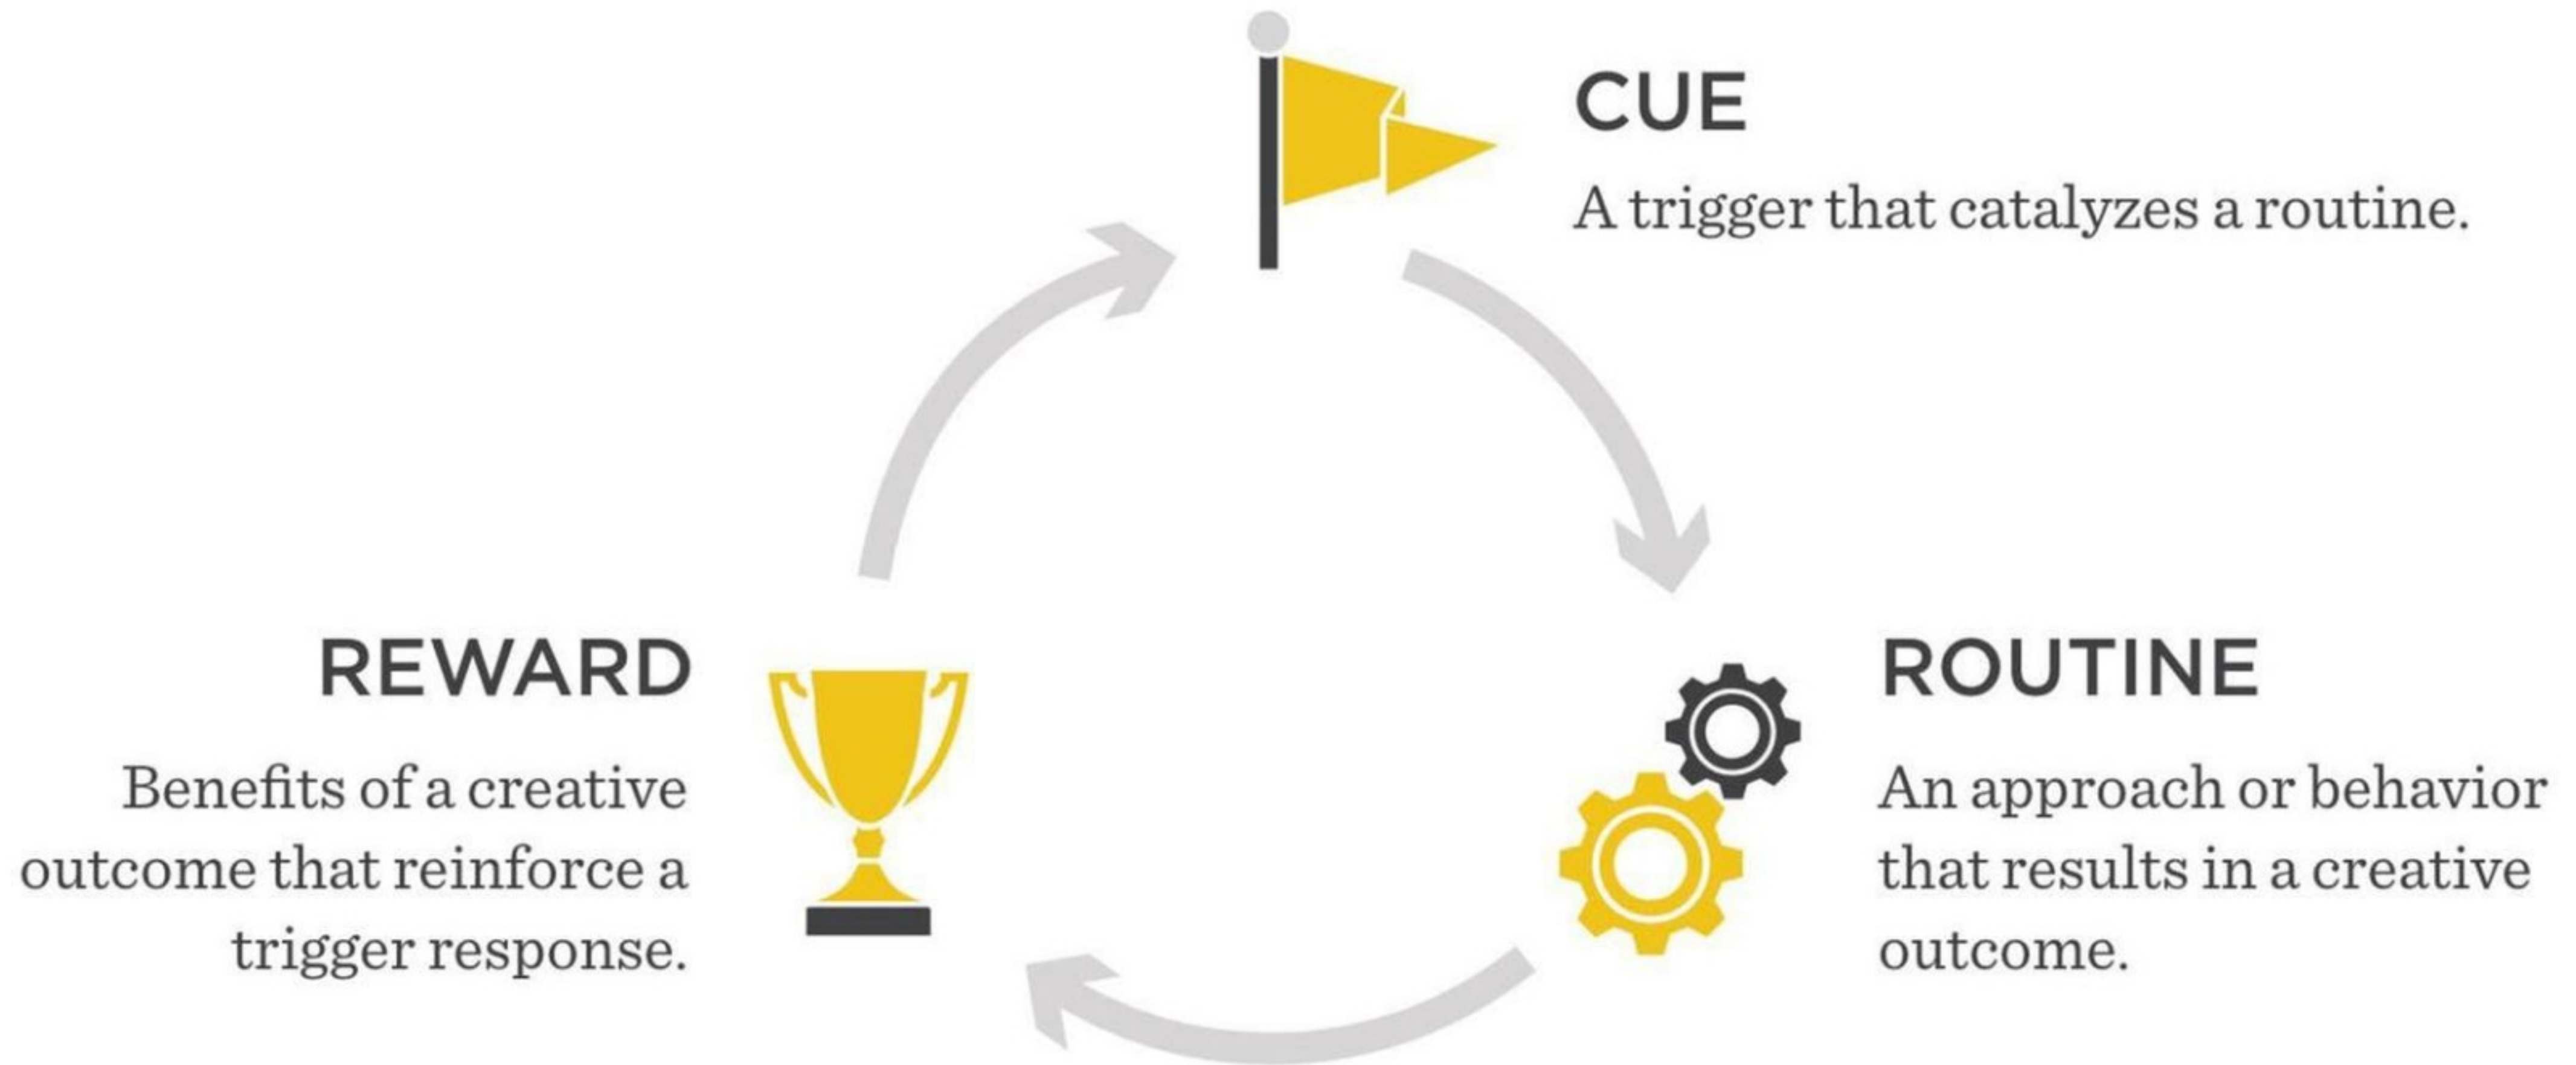 CUE
A trigger that catalyzes a routine.
ROUTINE
An approach or behavior
that results in a creative
outcome.
REWARD
Benefits of a creative
outcome that reinforce a
trigger response.